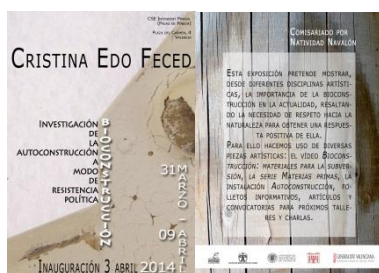 CSE Intramurs Pineda,
Plaza del Carmen, 4
Valencia
Cristina Edo Feced
Investigación
de
la
autoconstrucción
a
modo
de
resistencia
política
Bioconstrucción
31 marzo – 09 abril
Inauguración 3 abril 2014
Comisariado por
Natividad Navalón
Esta exposición pretende mostrar,
desde diferentes disciplinas artísti-
cas, la importancia de la biocons-
trucción en la actualidad, resaltan-
do la necesidad de respeto hacia la
naturaleza para obtener una respues-
ta positiva de ella.
Para ello hacemos uso de diversas
piezas artísticas: el vídeo Biocons-
trucción: materiales para la subver-
sión, la serie Materias primas, la
instalación Autoconstrucción, fo-
lletos informativos, artículos y
convocatorias para próximos talle-
res y charlas.
Generalitat Valenciana